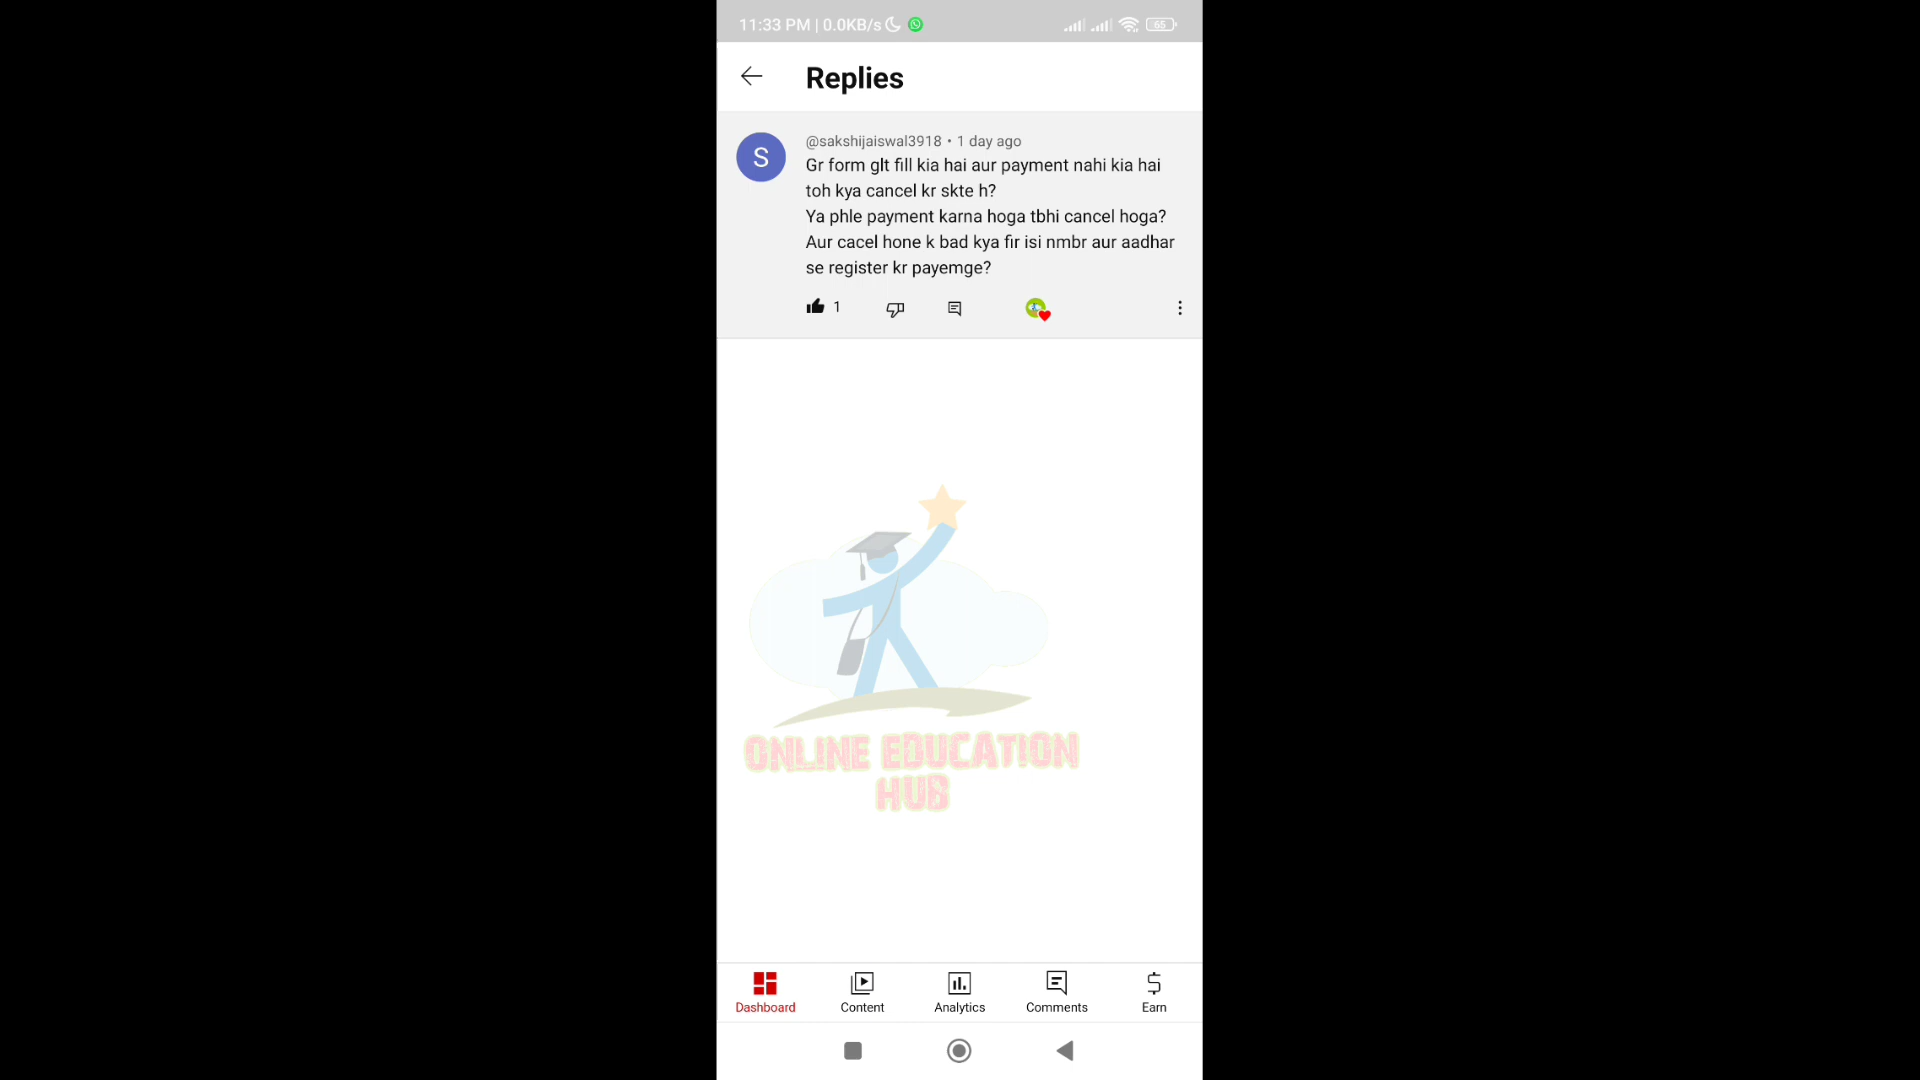 11:33 PM | 0.0KB/s 65
Replies
S
@sakshijaiswal3918 • 1 day ago
Gr form glt fill kia hai aur payment nahi kia hai
toh kya cancel kr skte h?
Ya phle payment karna hoga tbhi cancel hoga?
Aur cacel hone k bad kya fir isi nmbr aur aadhar
se register kr payemge?
1
ONLINE EDUCATION
HUB
Dashboard Content Analytics Comments Earn